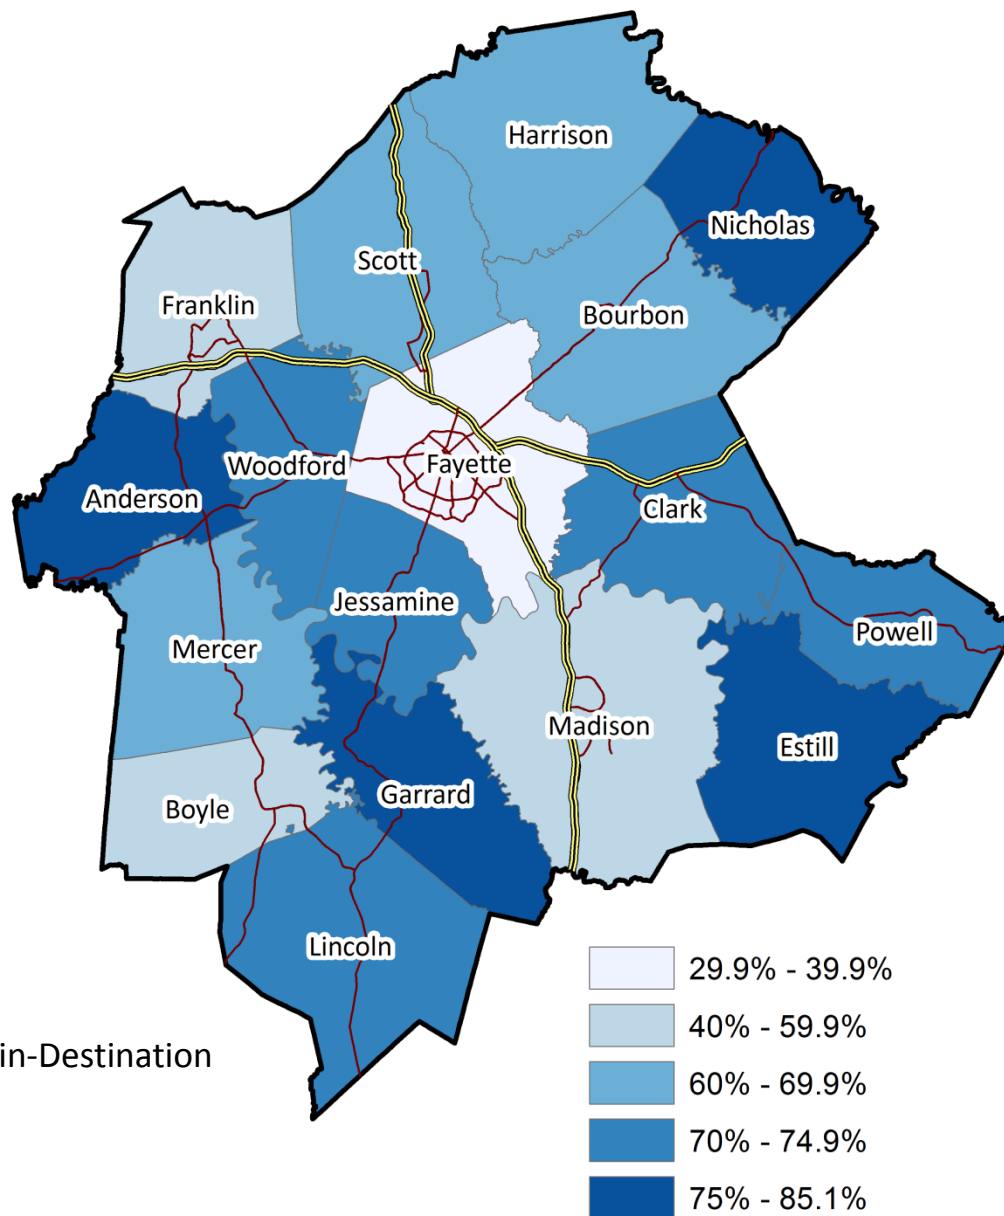 Harrison
Nicholas
Scott
Franklin
Bourbon
Woodford
Fayette
Anderson
Clark
Jessamine
Powell
Mercer
Madison
Estill
Garrard
Boyle
Lincoln
29.9% - 39.9%
40% - 59.9%
in-Destination
60% - 69.9%
70% - 74.9%
75% - 85.1%